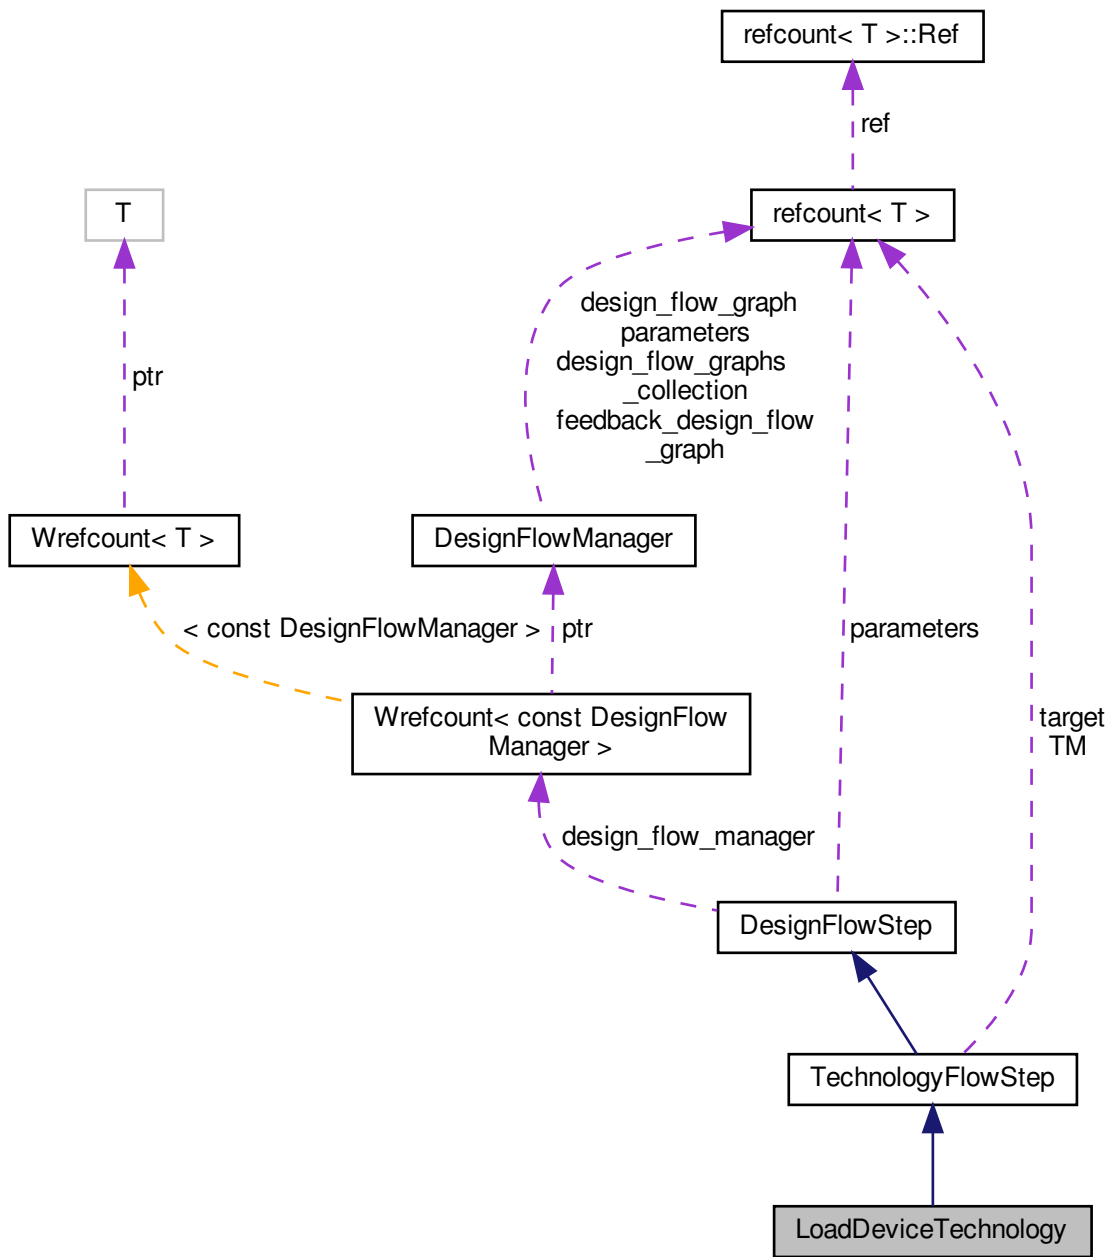 refcount< T >::Ref
ref
T
refcount< T >
design_flow_graph
parameters
design_flow_graphs
_collection
feedback_design_flow
_graph
ptr
Wrefcount< T >
DesignFlowManager
< const DesignFlowManager >
ptr
parameters
Wrefcount< const DesignFlow
Manager >
target
TM
design_flow_manager
DesignFlowStep
TechnologyFlowStep
LoadDeviceTechnology